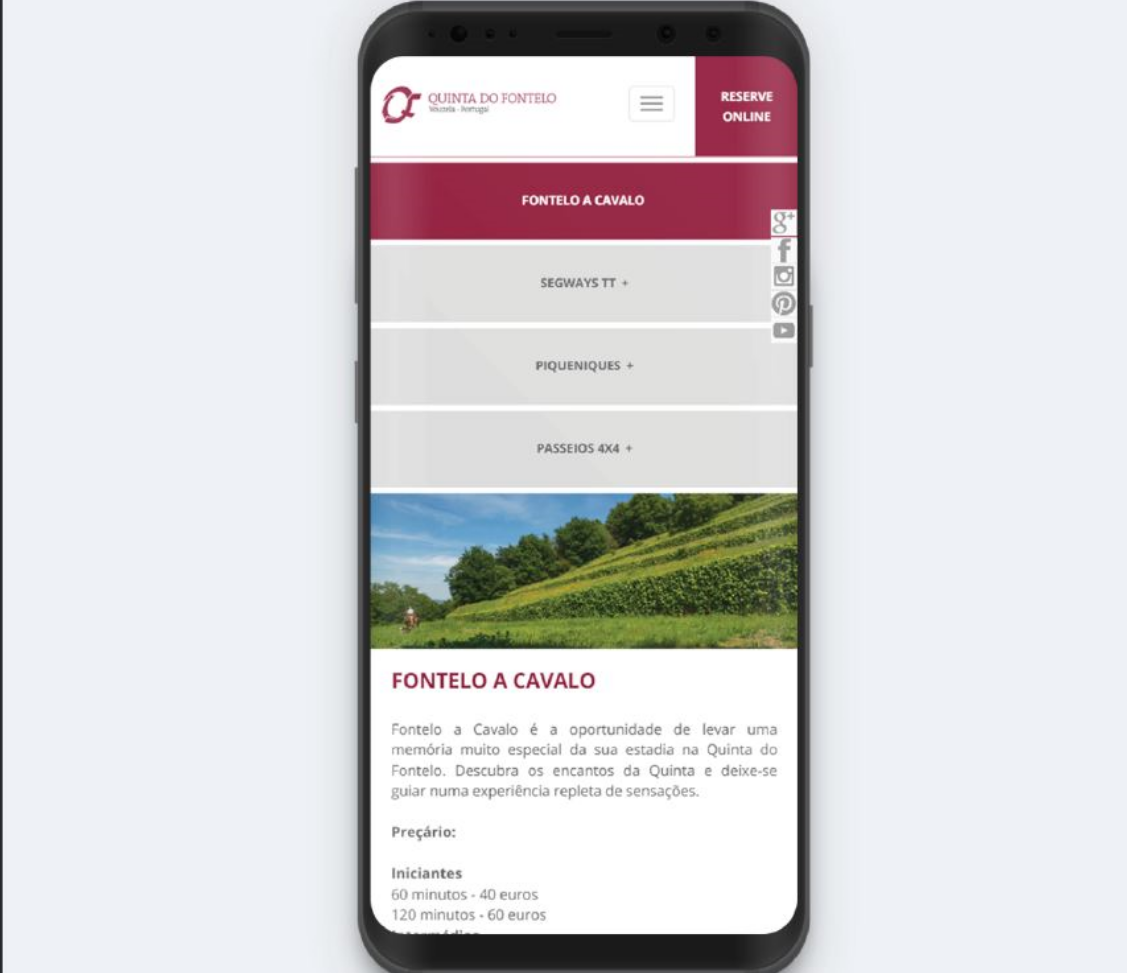 QUINTA DO FONTELO
RESERVE
ONLINE
FONTELO A CAVALO
g+
SEGWAYS TT +
PIQUENIQUES +
PASSEIOS 4X4 +
FONTELO A CAVALO
Fontelo a Cavalo é a oportunidade de levar uma
memória muito especial da sua estadia na Quinta do
Fontelo. Descubra os encantos da Quinta e deixe-se
guiar numa experiência repleta de sensações.
Preçário:
Iniciantes
60 minutos - 40 euros
120 minutos - 60 euros